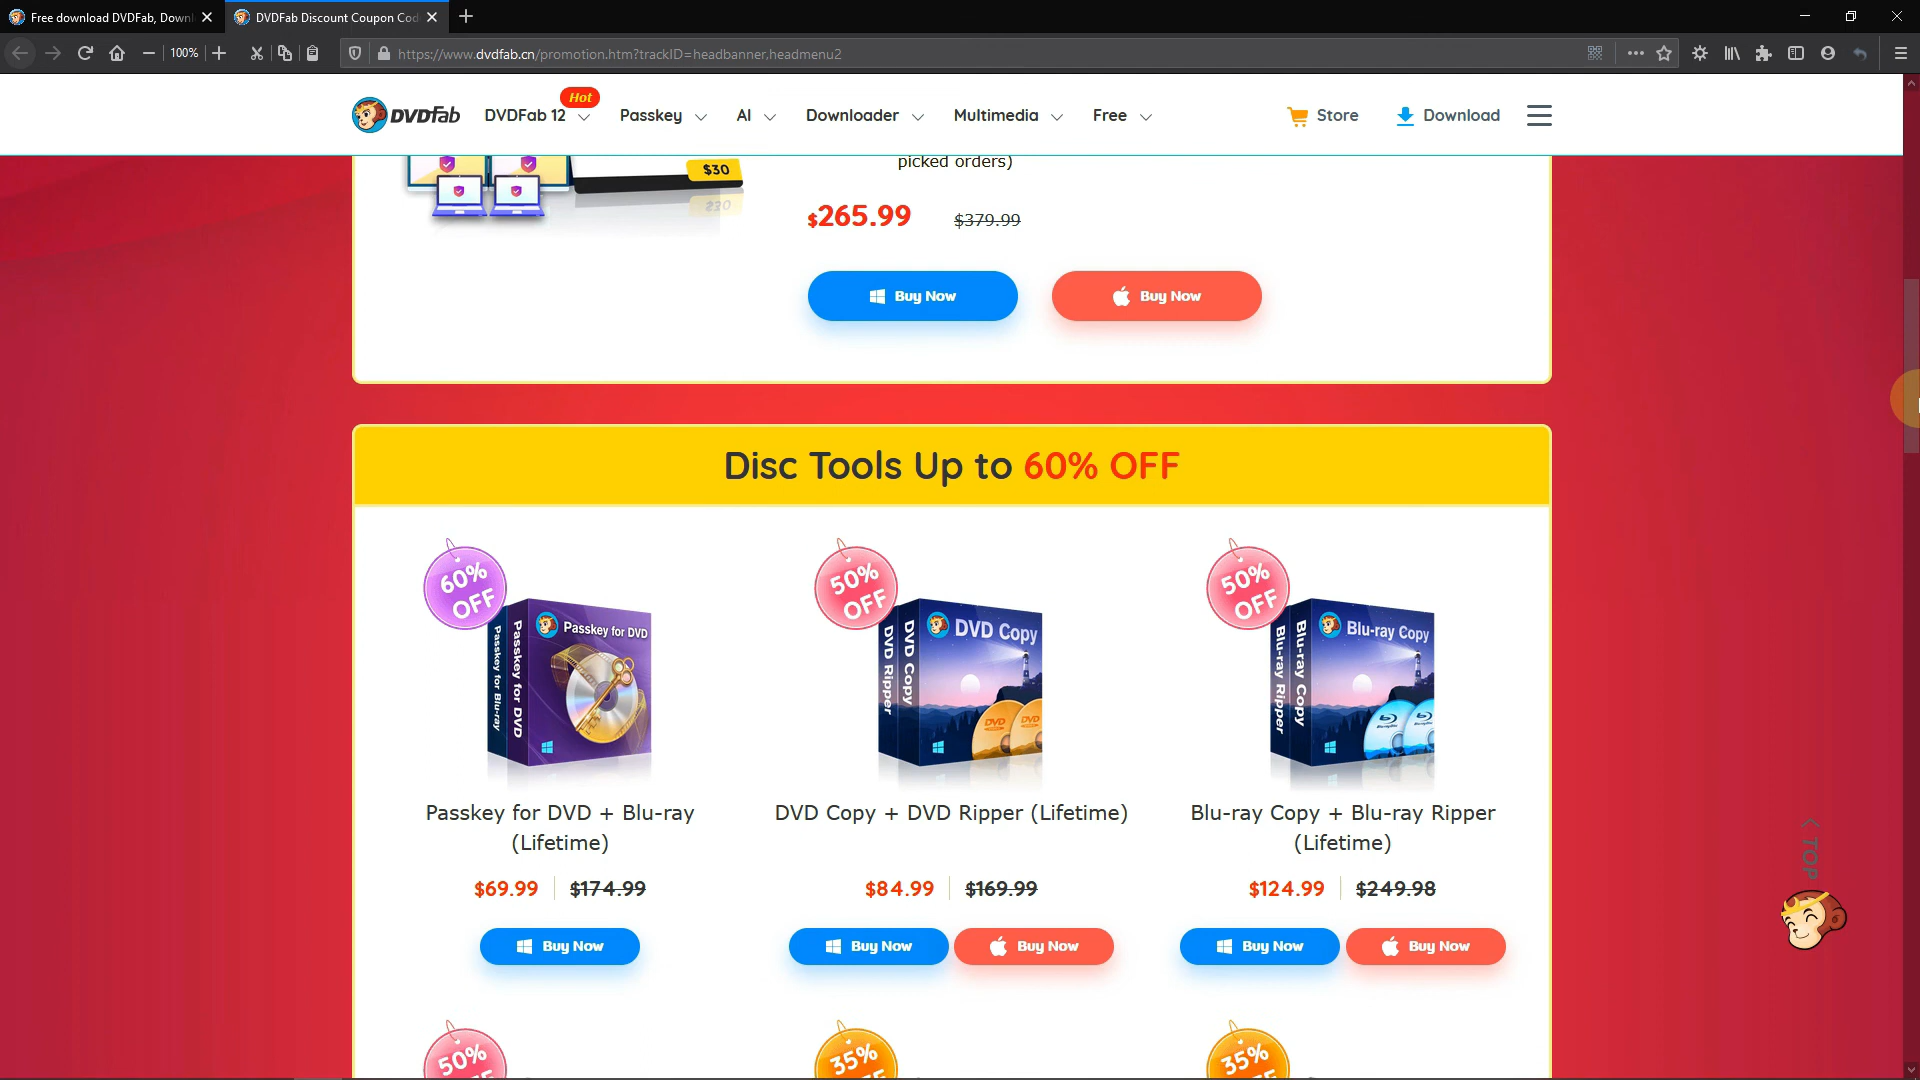 Free download DVDFab, Downl
DVDFab Discount Coupon Cod
100%
https://www.dvdfab.cn/promotion.htm?trackID=headbanner,headmenu2
DVDFab
DVDFab 12
Hot
Passkey
AI
Downloader
Multimedia
Free
Store
Download
$30
picked orders)
$265.99 $379.99
Buy Now
Buy Now
Disc Tools Up to 60% OFF
60%
OFF
Passkey for DVD
Passkey for DVD
Passkey for Blu-ray
50%
OFF
DVD Copy
DVD Copy
DVD Ripper
DVD
DVD
50%
OFF
Blu-ray Copy
Blu-ray Copy
Blu-ray Ripper
Passkey for DVD + Blu-ray
(Lifetime)
$69.99 $174.99
Buy Now
DVD Copy + DVD Ripper (Lifetime)
$84.99 $169.99
Buy Now
Buy Now
Blu-ray Copy + Blu-ray Ripper
(Lifetime)
$124.99 $249.98
Buy Now
Buy Now
TOP
50%
35%
35%